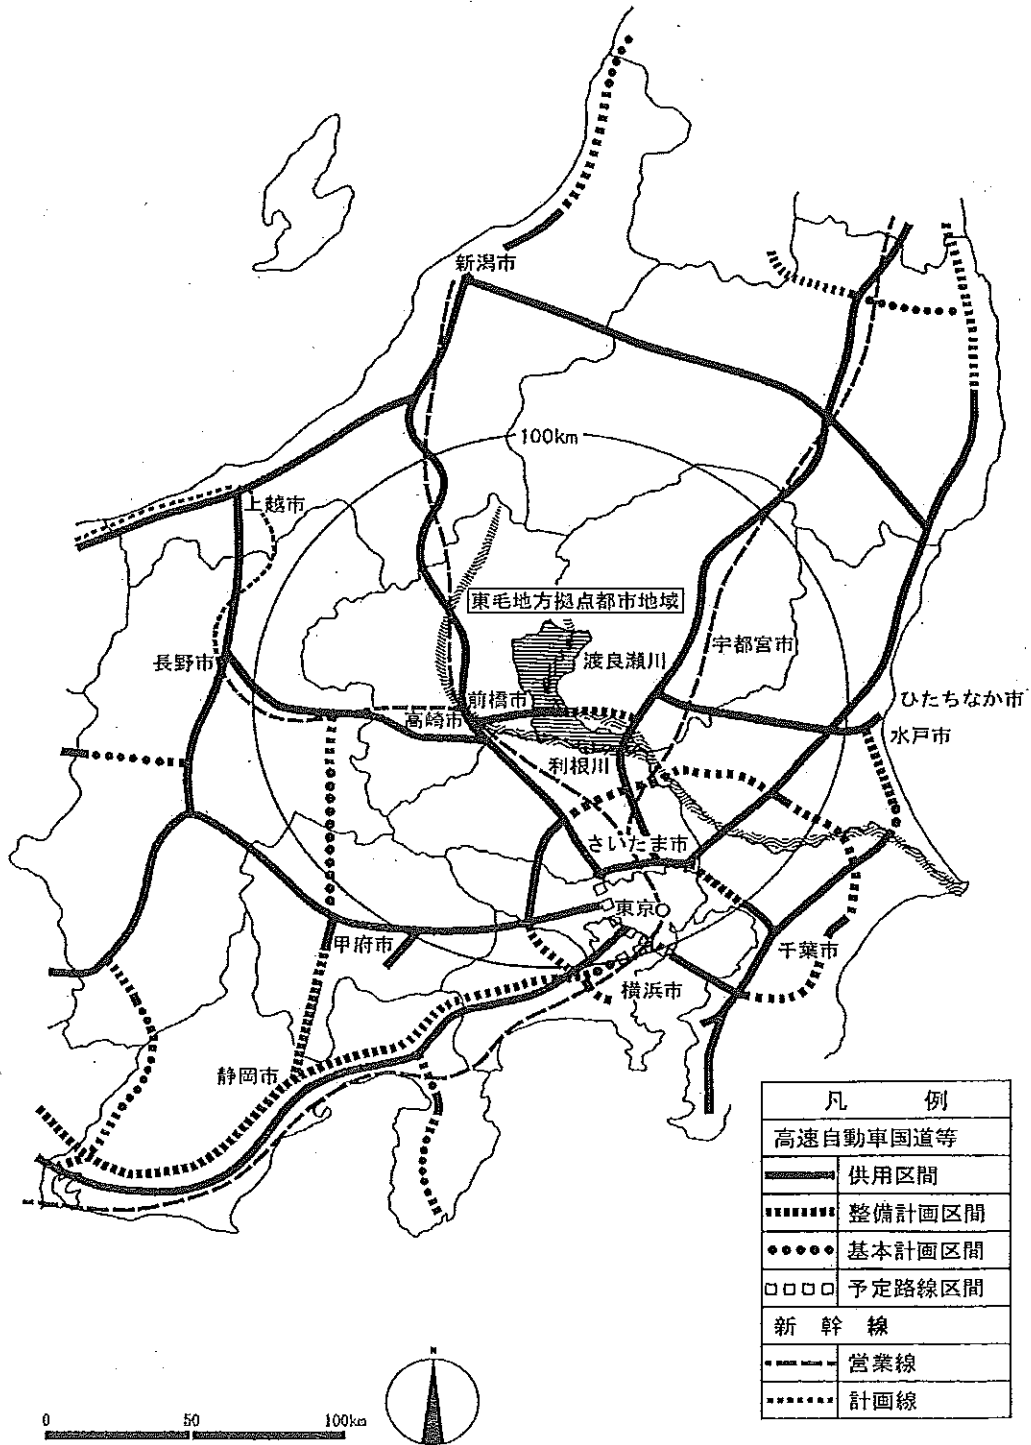 新潟市
100km
上越市
東毛地方拠点都市地域
長野市
渡良瀬川
宇都宮市
前橋市
高崎市
ひたちなか市
水戸市
利根川
さいたま市
東京
甲府市
千葉市
横浜市
静岡市
凡 例
高速自動車国道等
供用区間
整備計画区間
基本計画区間
予定路線区間
新 幹 線
営業線
計画線
N
0 50 100km